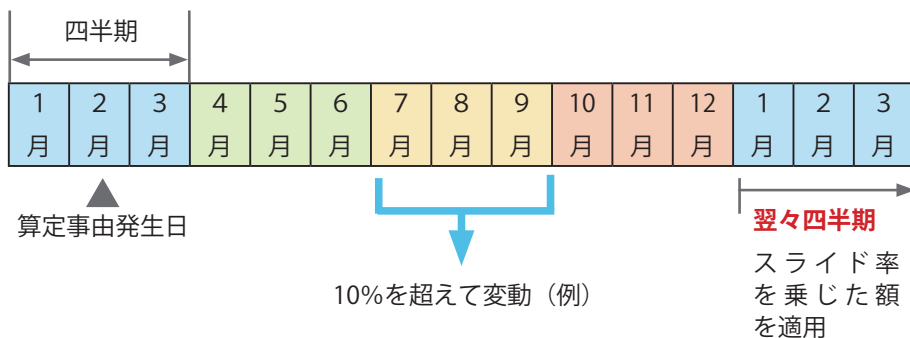 四半期
1 2 3 4 5 6 7 8 9 10 11 12 1 2 3
月 月 月 月 月 月 月 月 月 月 月 月 月 月 月
算定事由発生日
10%を超えて変動（例）
翌々四半期
スライド率
を乗じた額
を適用